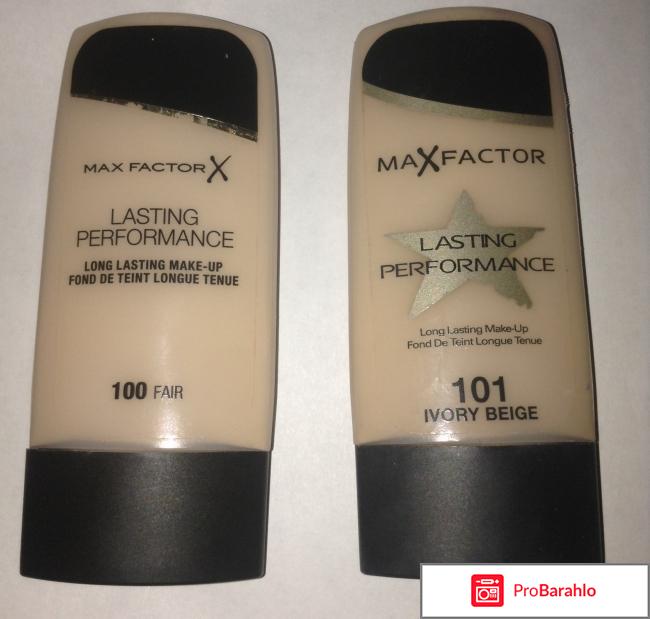 MAX FACTOR X
LASTING
PERFORMANCE
LONG LASTING MAKE-UP
FOND DE TEINT LONGUE TENUE
100 FAIR
MAXFACTOR
LASTING
PERFORMANCE
Long Lasting Make-Up
Fond De Teint Longue Tenue
101
IVORY BEIGE
ProBarahlo